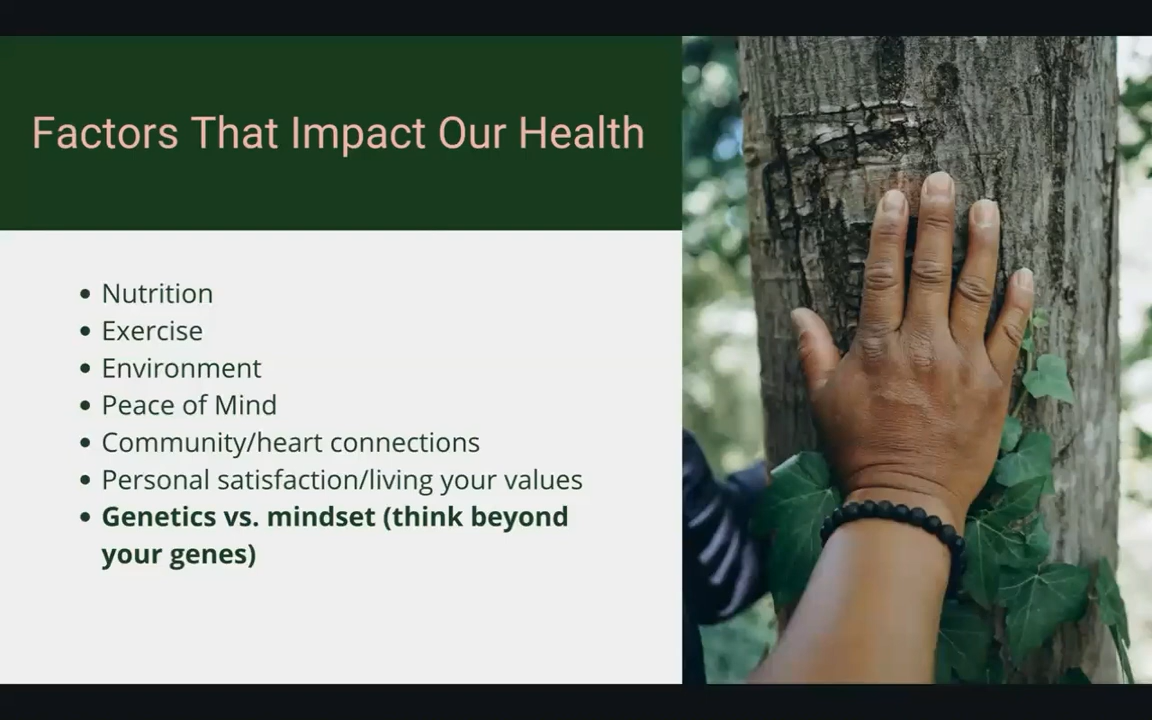 Factors That Impact Our Health
• Nutrition
• Exercise
• Environment
• Peace of Mind
• Community/heart connections
• Personal satisfaction/living your values
• Genetics vs. mindset (think beyond
your genes)